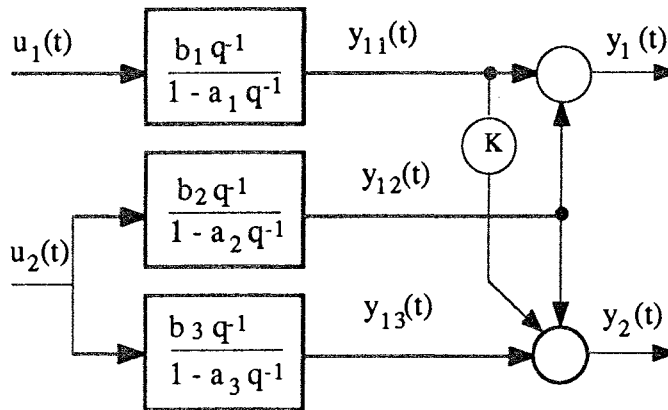 u₁(t)
b₁ q⁻¹
1 - a₁ q⁻¹
y₁₁(t)
y₁ (t)
K
u₂(t)
b₂ q⁻¹
1 - a₂ q⁻¹
y₁₂(t)
b₃ q⁻¹
1 - a₃ q⁻¹
y₁₃(t)
y₂(t)